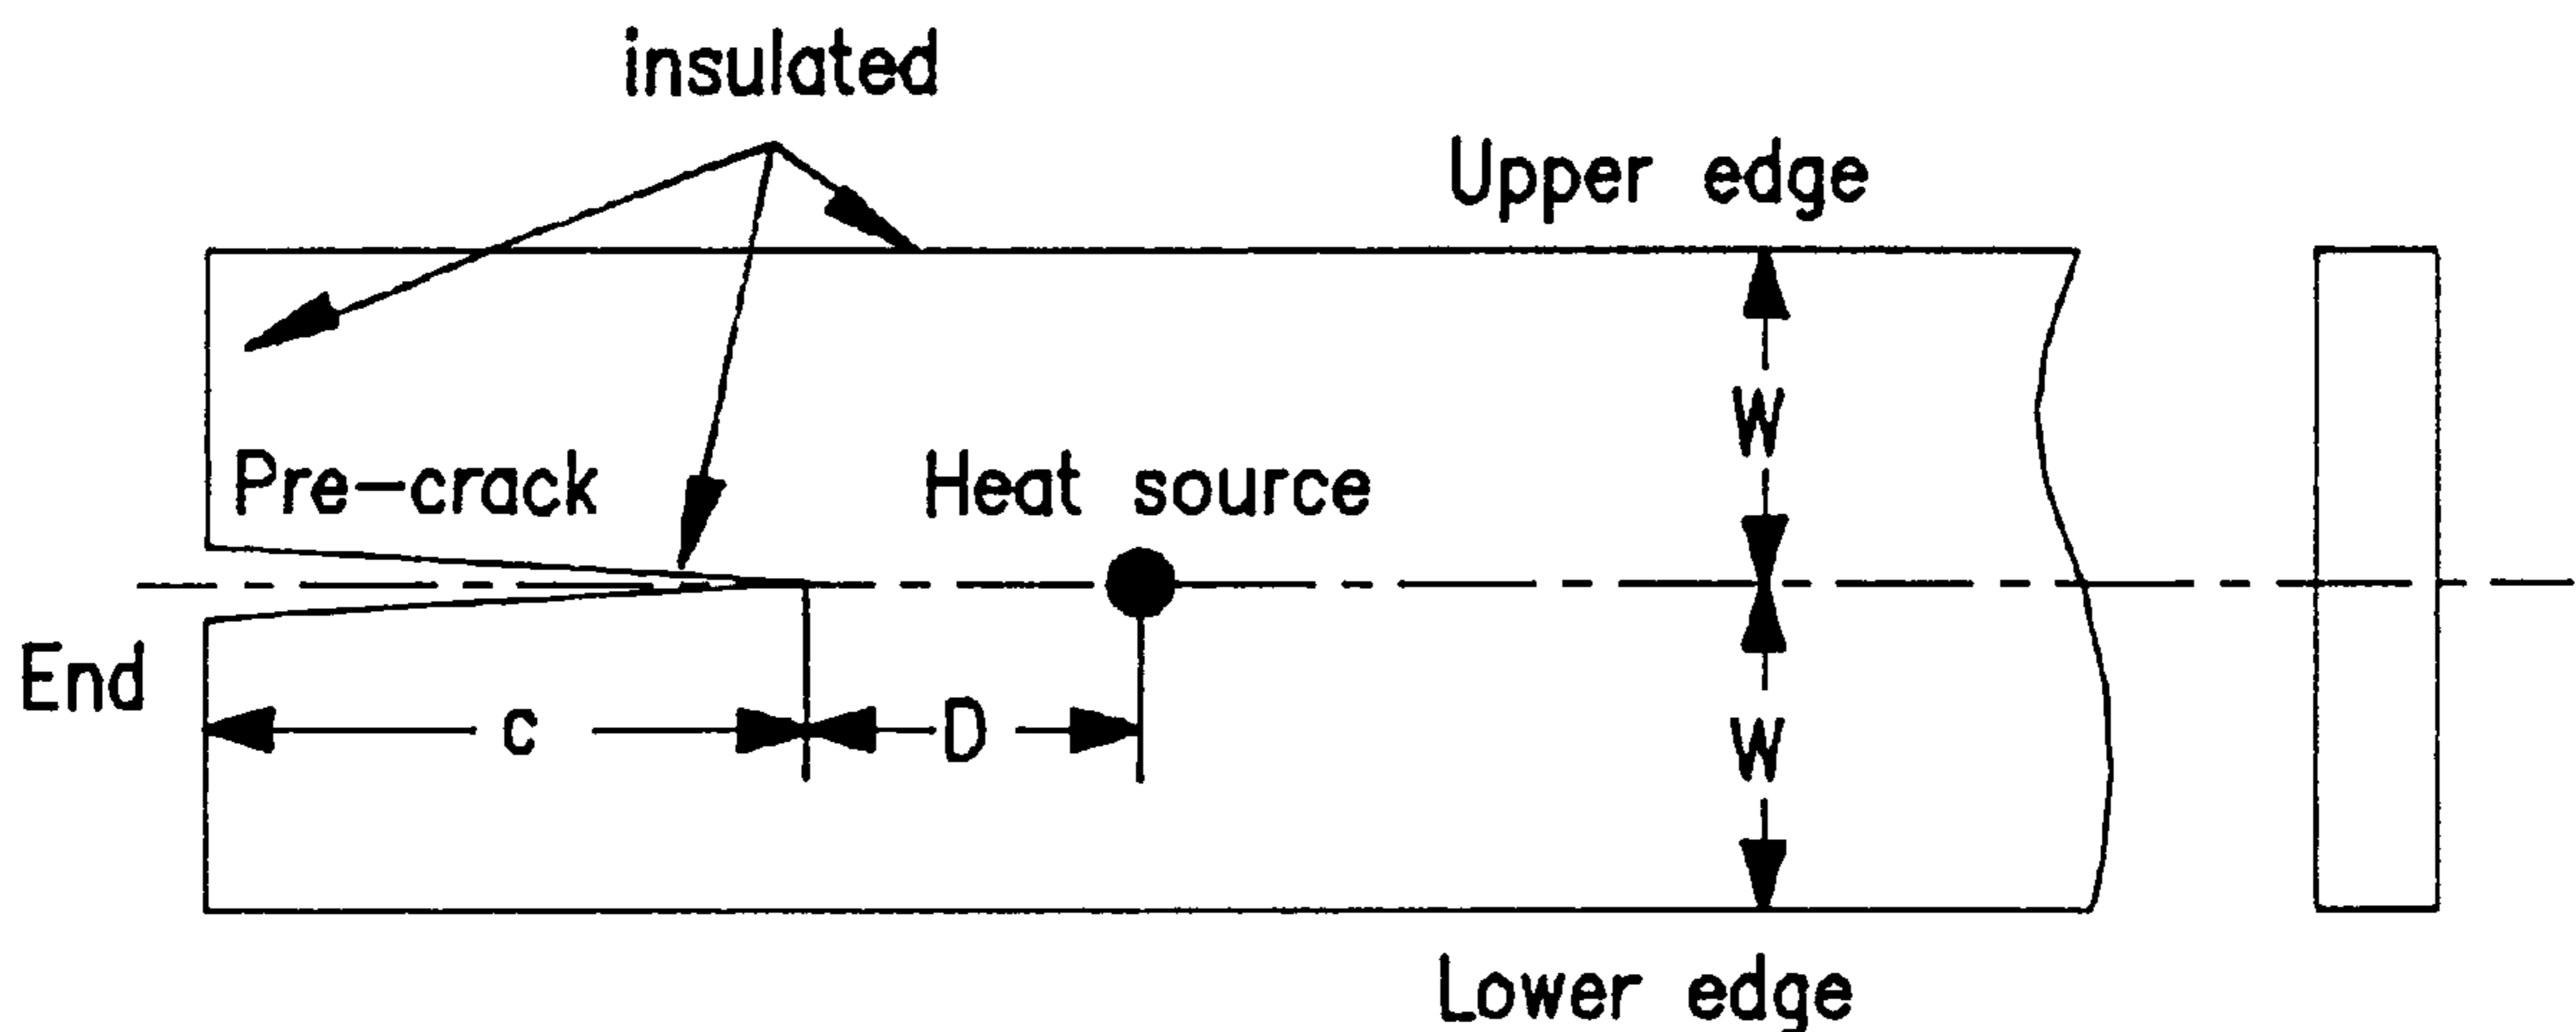 insulated
Upper edge
W
Pre-crack
Heat source
End
c
D
W
Lower edge